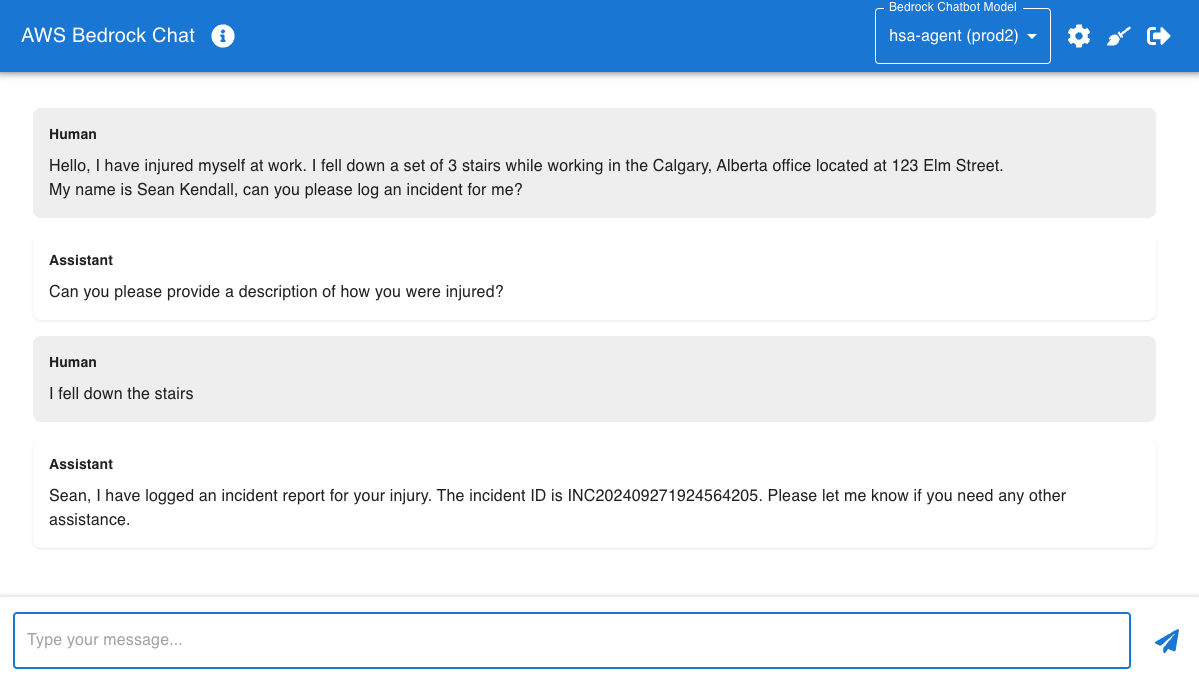 Bedrock Chatbot Model
AWS Bedrock Chat
hsa-agent (prod2)
Human
Hello, I have injured myself at work. I fell down a set of 3 stairs while working in the Calgary, Alberta office located at 123 Elm Street.
My name is Sean Kendall, can you please log an incident for me?
Assistant
Can you please provide a description of how you were injured?
Human
I fell down the stairs
Assistant
Sean, I have logged an incident report for your injury. The incident ID is INC202409271924564205. Please let me know if you need any other
assistance.
Type your message...